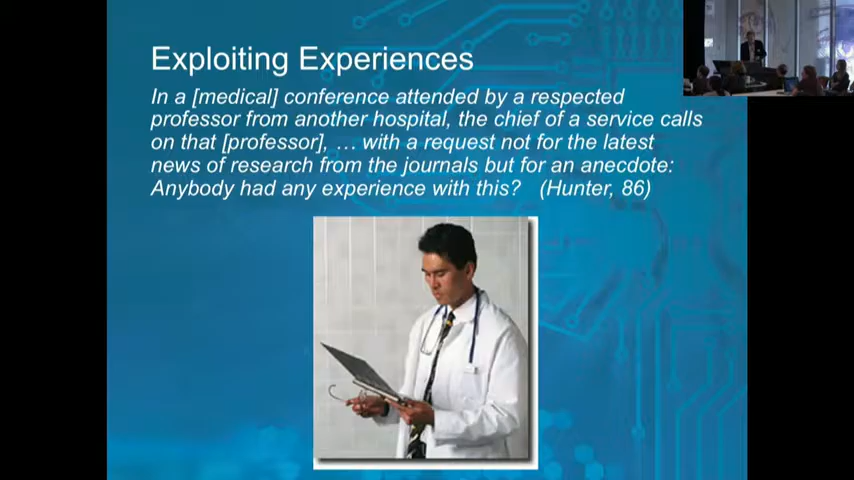 Exploiting Experiences
In a [medical] conference attended by a respected
professor from another hospital, the chief of a service calls
on that [professor], … with a request not for the latest
news of research from the journals but for an anecdote:
Anybody had any experience with this?   (Hunter, 86)